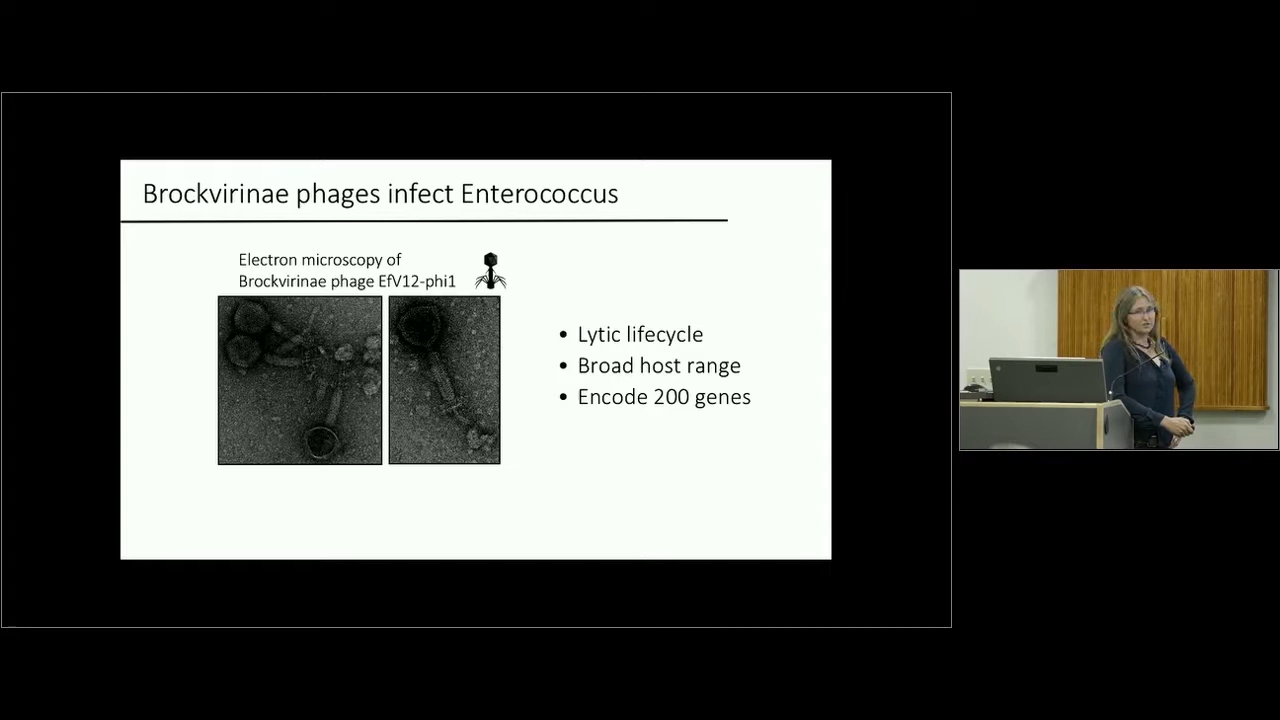 Brockvirinae phages infect Enterococcus
Electron microscopy of
Brockvirinae phage EfV12-phi1
• Lytic lifecycle
• Broad host range
• Encode 200 genes